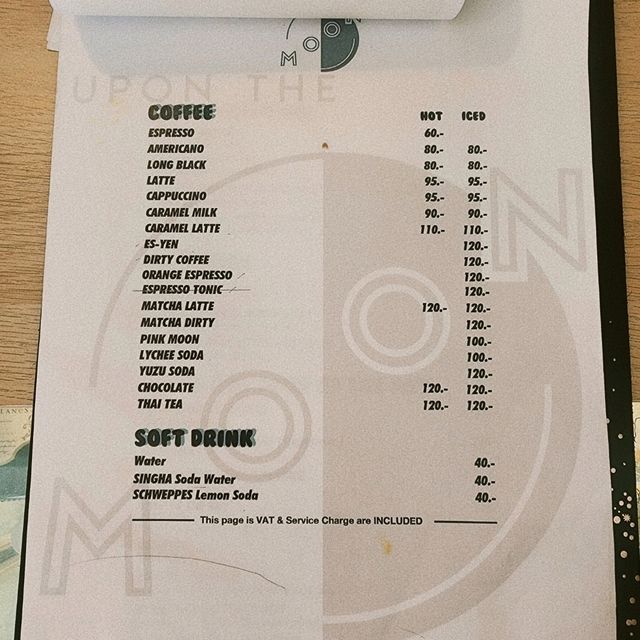 MOON
UPON THE
COFFEE HOT ICED
ESPRESSO 60.-
AMERICANO 80.- 80.-
LONG BLACK 80.- 80.-
LATTE 95.- 95.-
CAPPUCCINO 95.- 95.-
CARAMEL MILK 90.- 90.-
CARAMEL LATTE 110.- 110.-
ES-YEN 120.-
DIRTY COFFEE 120.-
ORANGE ESPRESSO 120.-
ESPRESSO TONIC 120.-
MATCHA LATTE 120.- 120.-
MATCHA DIRTY 120.-
PINK MOON 100.-
LYCHEE SODA 100.-
YUZU SODA 120.-
CHOCOLATE 120.- 120.-
THAI TEA 120.- 120.-
MOON
SOFT DRINK
Water 40.-
SINGHA Soda Water 40.-
SCHWEPPES Lemon Soda 40.-
This page is VAT & Service Charge are INCLUDED